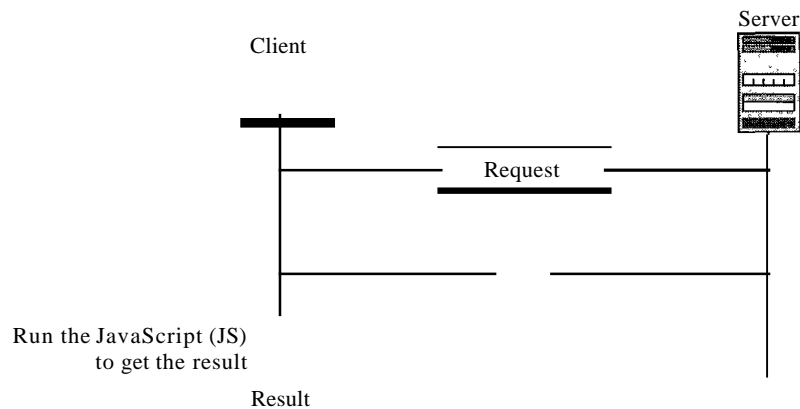 Server
Client
Request
Run the JavaScript (JS)
to get the result
Result